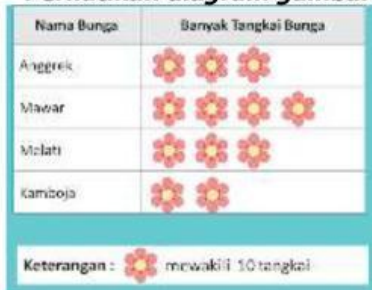 Nama Bunga Banyak Tangkai Bunga
Anggrek
Mawar
Melati
Kamboja
Keterangan : mewakili 10 tangkai